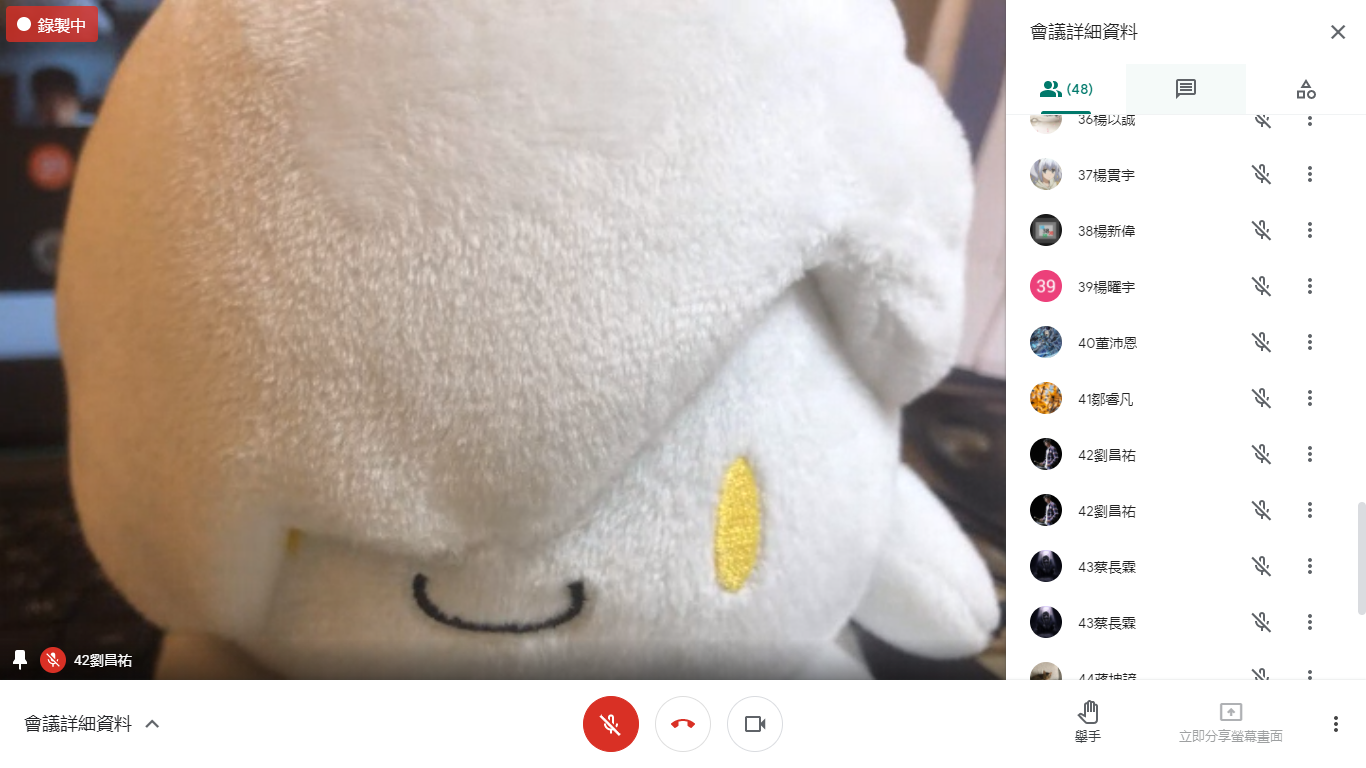 錄製中
42劉昌祐
會議詳細資料
(48)
36楊以誠
37楊貫宇
38楊新偉
39
39楊曜宇
40董沛恩
41鄒睿凡
42劉昌祐
42劉昌祐
43蔡長霖
43蔡長霖
會議詳細資料
舉手
立即分享螢幕畫面